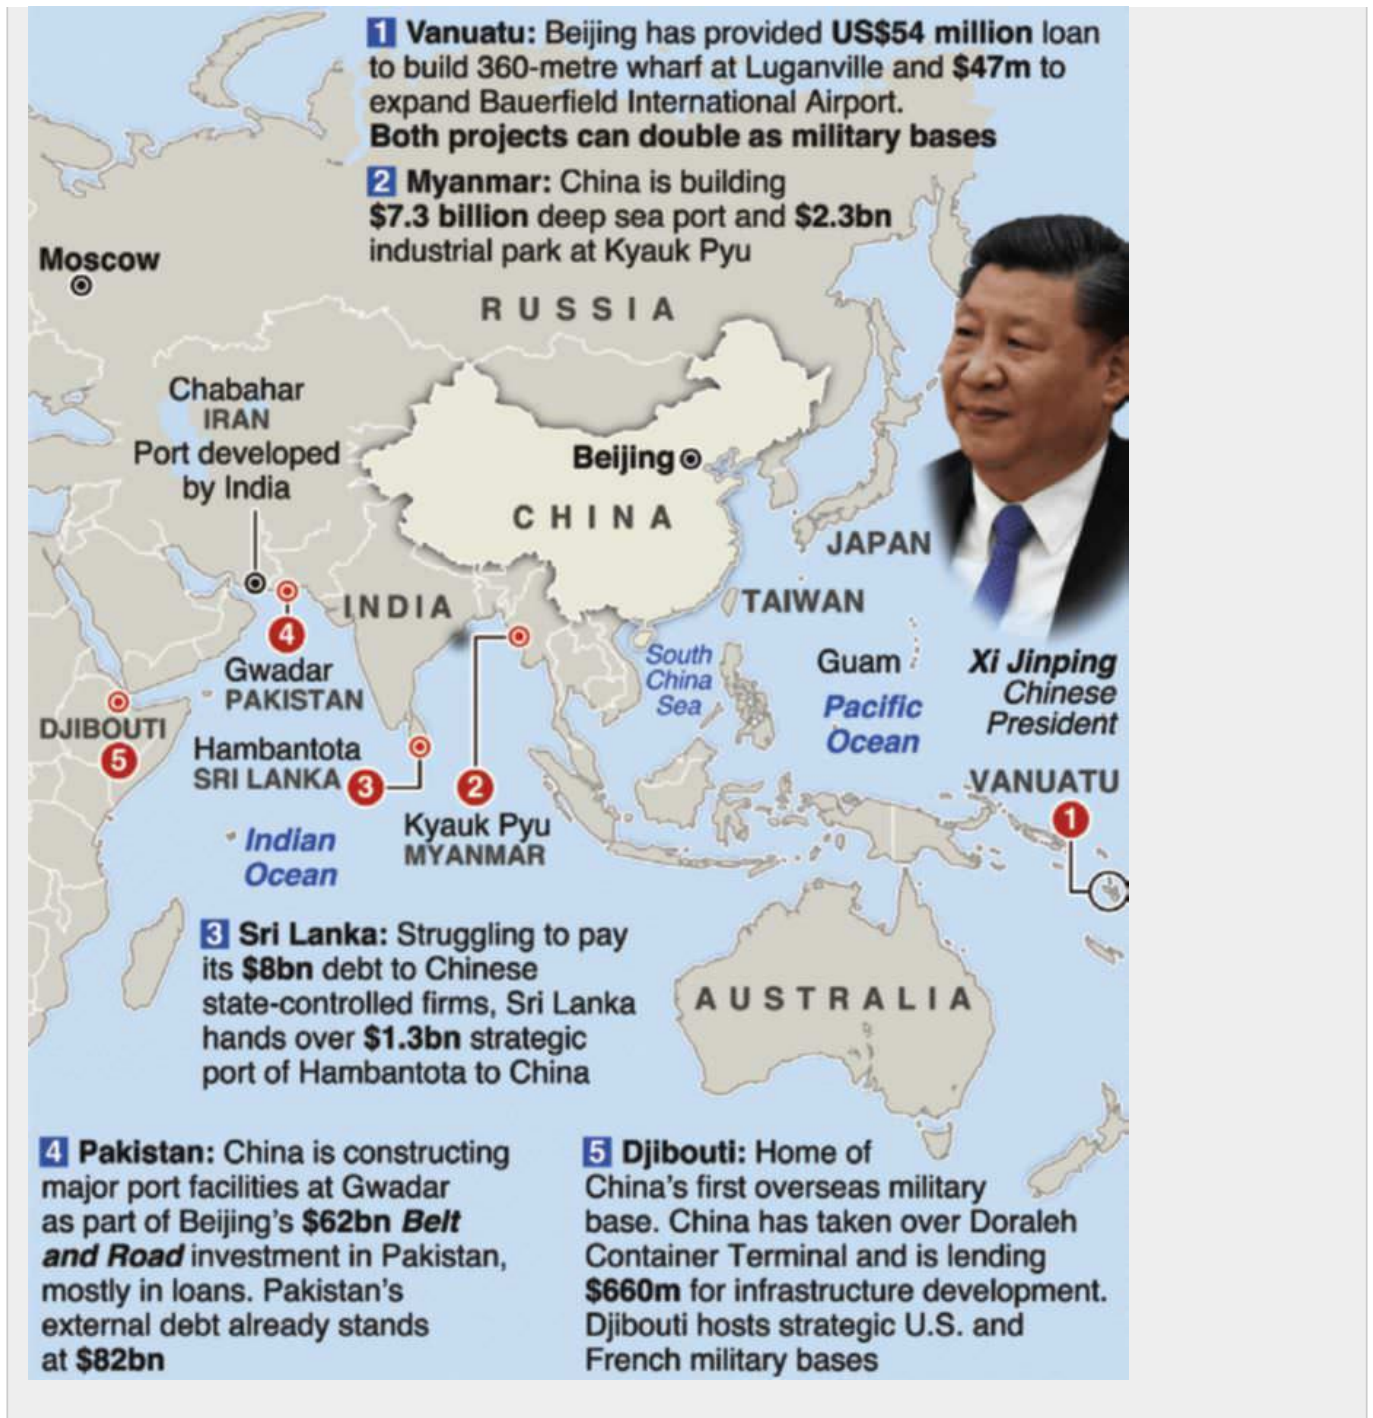 1 Vanuatu: Beijing has provided US$54 million loan
to build 360-metre wharf at Luganville and $47m to
expand Bauerfield International Airport.
Both projects can double as military bases
2 Myanmar: China is building
$7.3 billion deep sea port and $2.3bn
industrial park at Kyauk Pyu
Moscow
RUSSIA
Chabahar
IRAN
Port developed
by India
Beijing
CHINA
JAPAN
TAIWAN
INDIA
4
Gwadar
PAKISTAN
South
China
Sea
Guam
Pacific
Ocean
Xi Jinping
Chinese
President
DJIBOUTI
5
Hambantota
SRI LANKA 3
2
Kyauk Pyu
MYANMAR
VANUATU
1
Indian
Ocean
AUSTRALIA
3 Sri Lanka: Struggling to pay
its $8bn debt to Chinese
state-controlled firms, Sri Lanka
hands over $1.3bn strategic
port of Hambantota to China
4 Pakistan: China is constructing
major port facilities at Gwadar
as part of Beijing's $62bn Belt
and Road investment in Pakistan,
mostly in loans. Pakistan's
external debt already stands
at $82bn
5 Djibouti: Home of
China's first overseas military
base. China has taken over Doraleh
Container Terminal and is lending
$660m for infrastructure development.
Djibouti hosts strategic U.S. and
French military bases